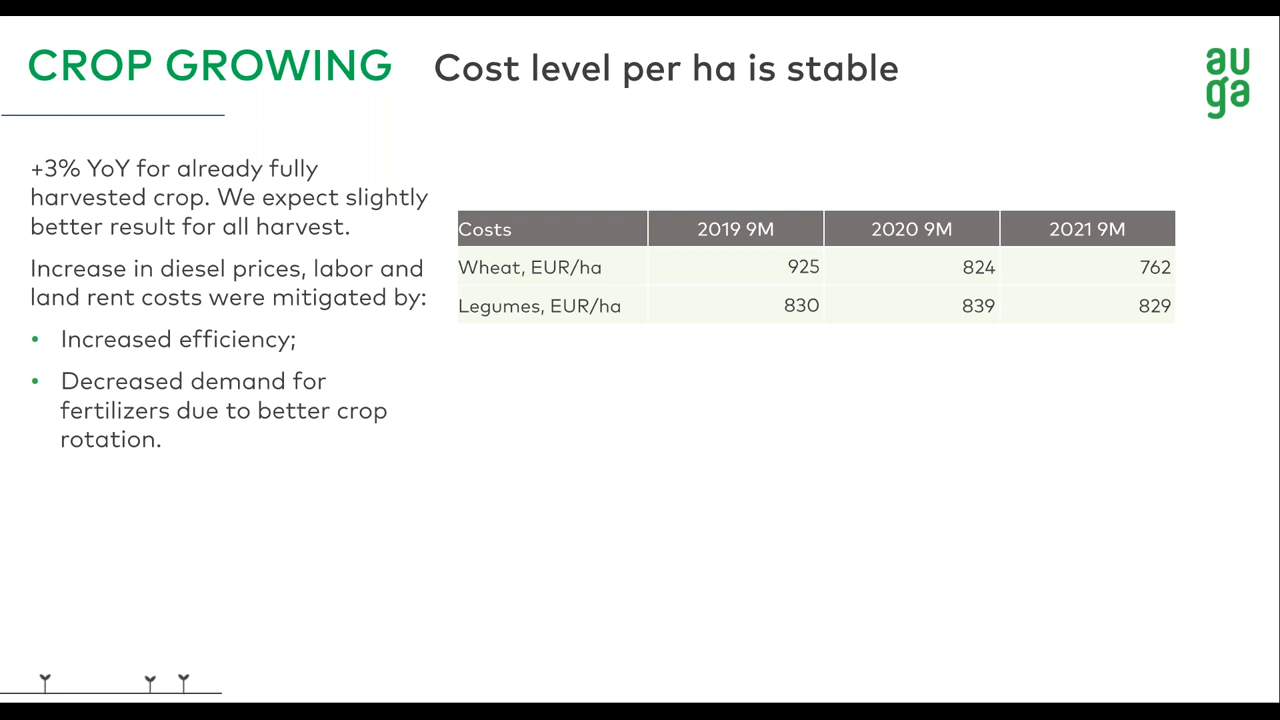 CROP GROWING Cost level per ha is stable
au
ga
+3% YoY for already fully
harvested crop. We expect slightly
better result for all harvest.
Increase in diesel prices, labor and
land rent costs were mitigated by:
• Increased efficiency;
• Decreased demand for
fertilizers due to better crop
rotation.
Costs 2019 9M 2020 9M 2021 9M
Wheat, EUR/ha 925 824 762
Legumes, EUR/ha 830 839 829